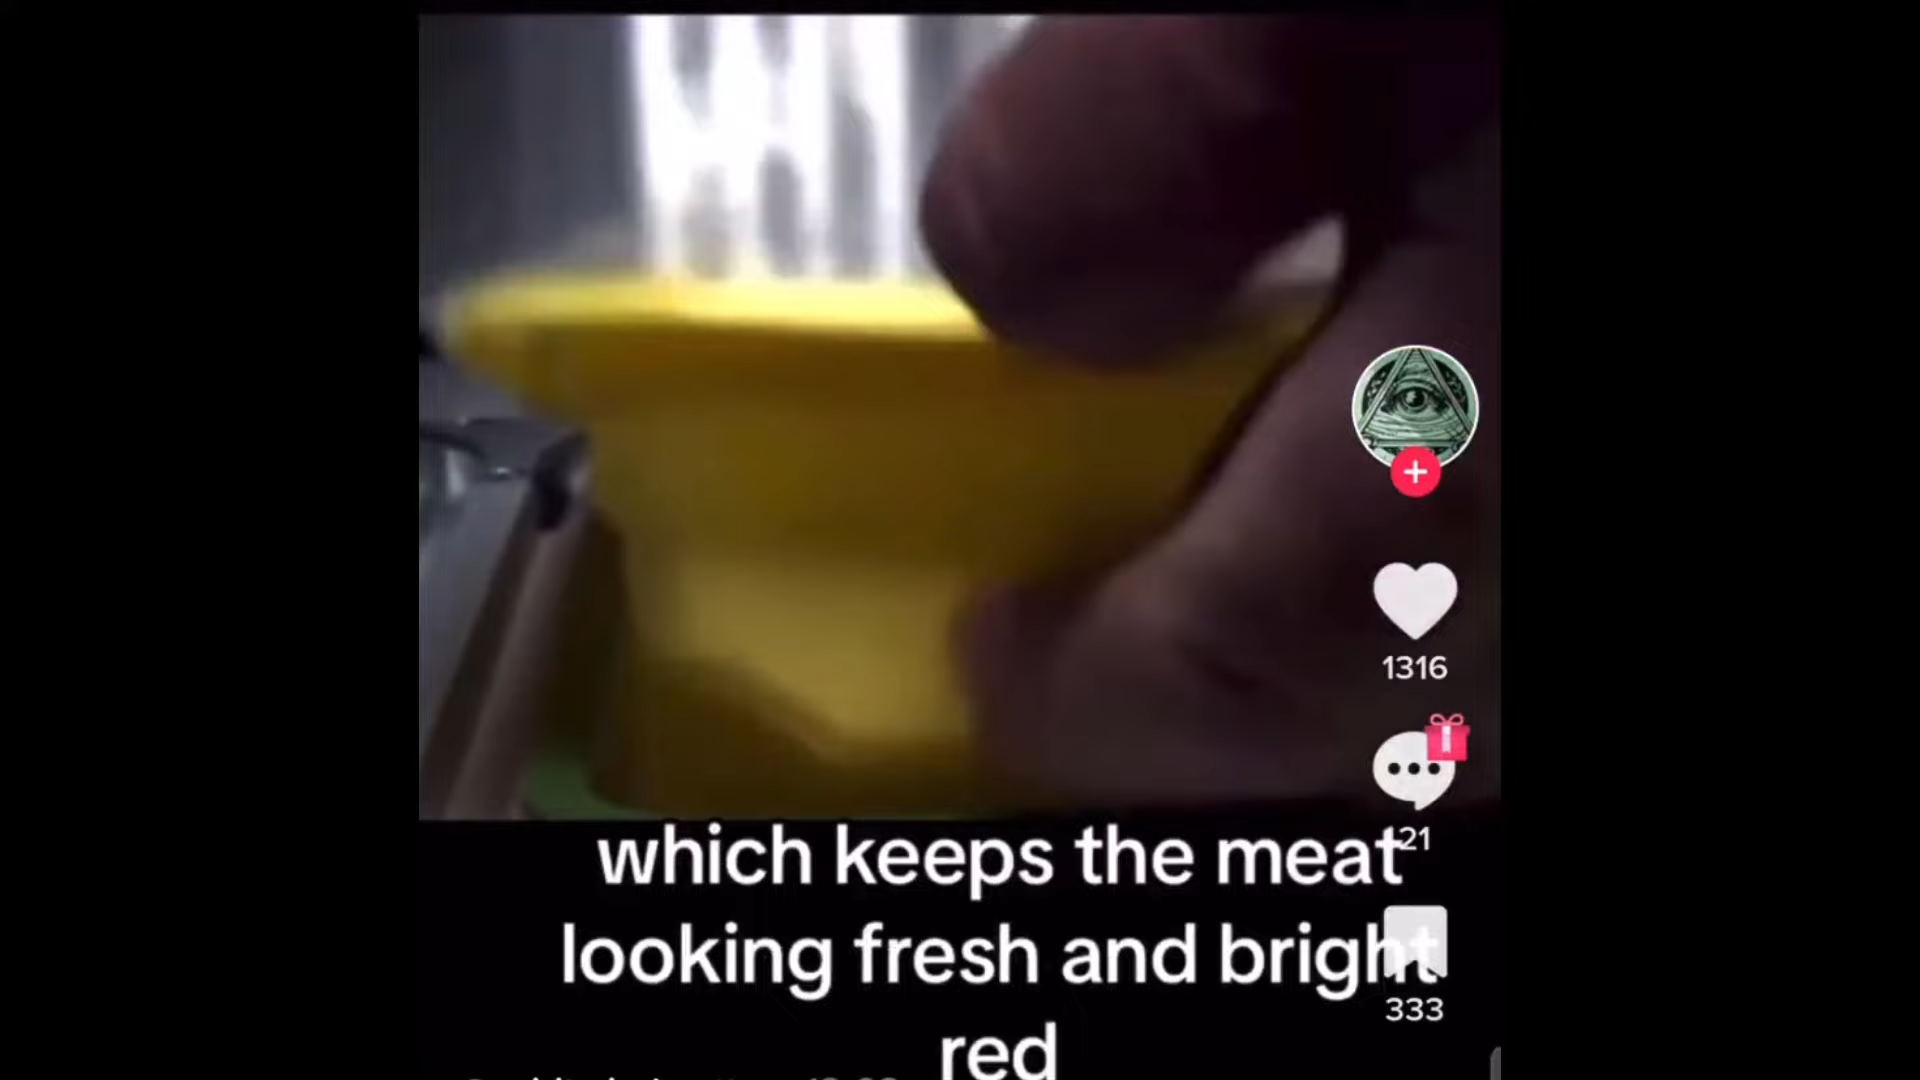 1316
21
which keeps the meat
looking fresh and bright
333
red